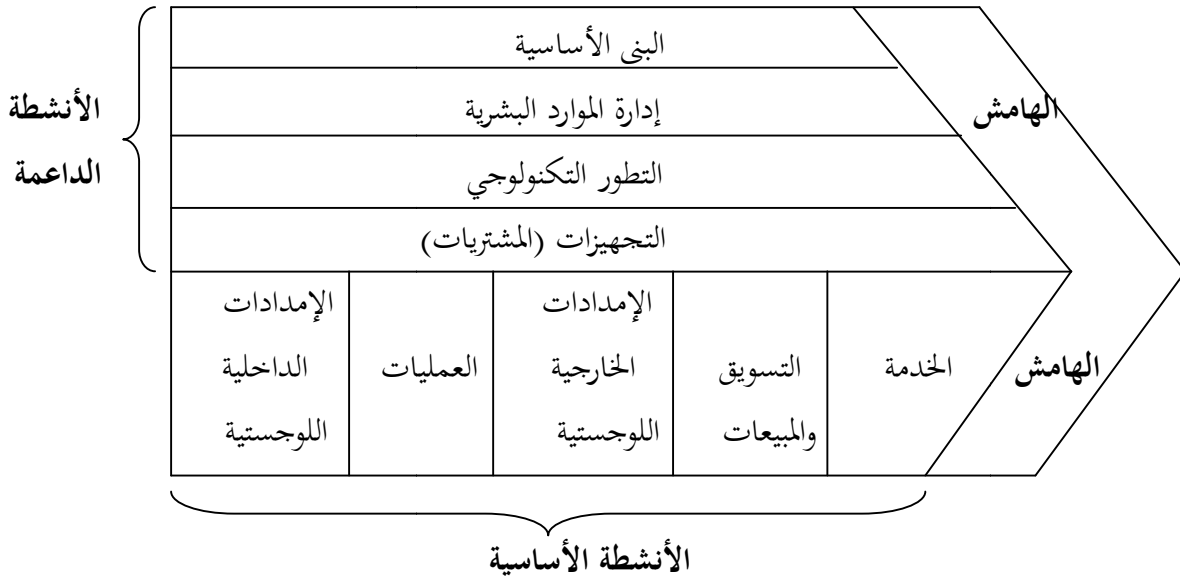 البنى الأساسية
إدارة الموارد البشرية
التطور التكنولوجي
التجهيزات (المشتريات)
الأنشطة
الداعمة
الهامش
الإمدادات
الداخلية
اللوجستية
العمليات
الإمدادات
الخارجية
اللوجستية
التسويق
والمبيعات
الخدمة
الهامش
الأنشطة الأساسية